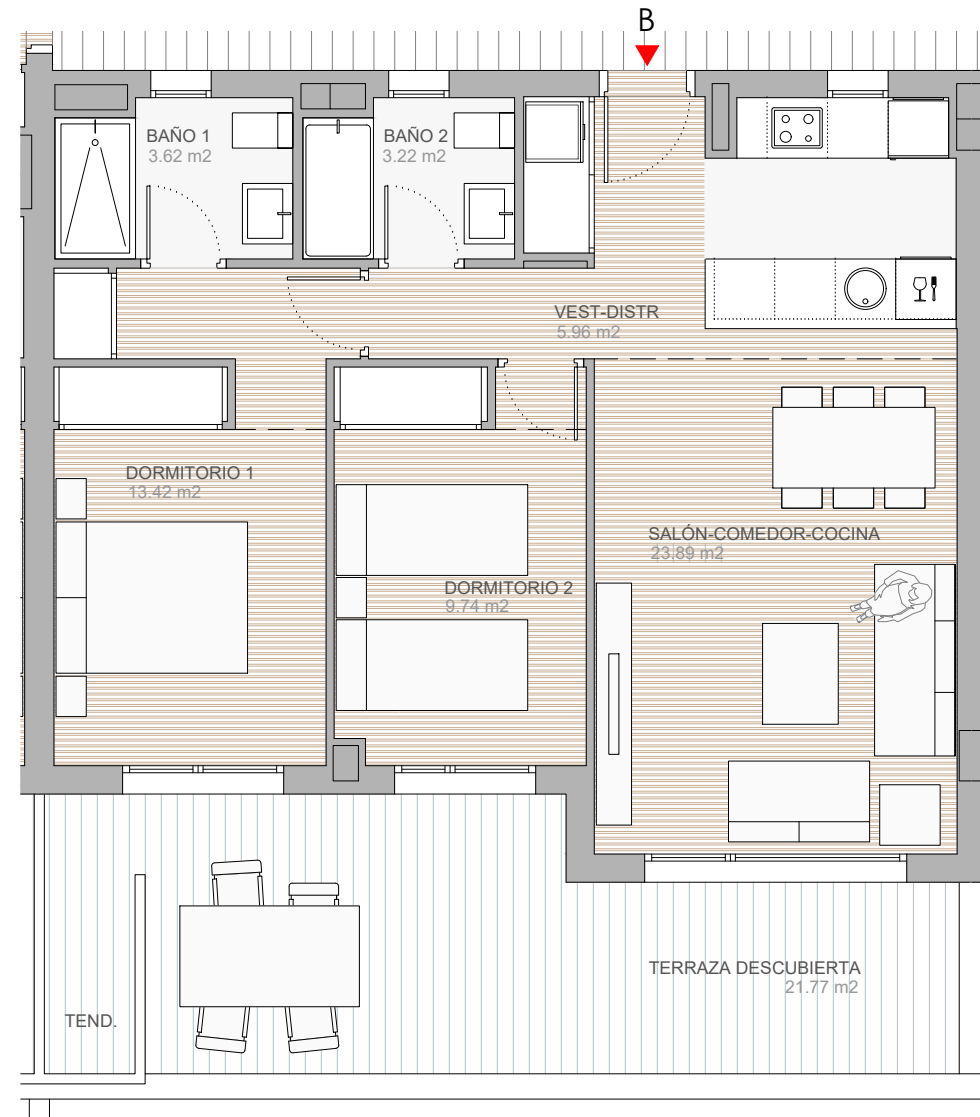 B
BAÑO 1
3.62 m2
BAÑO 2
3.22 m2
VEST-DISTR
5.96 m2
DORMITORIO 1
13.42 m2
SALÓN-COMEDOR-COCINA
23.89 m2
DORMITORIO 2
9.74 m2
TERRAZA DESCUBIERTA
21.77 m2
TEND.